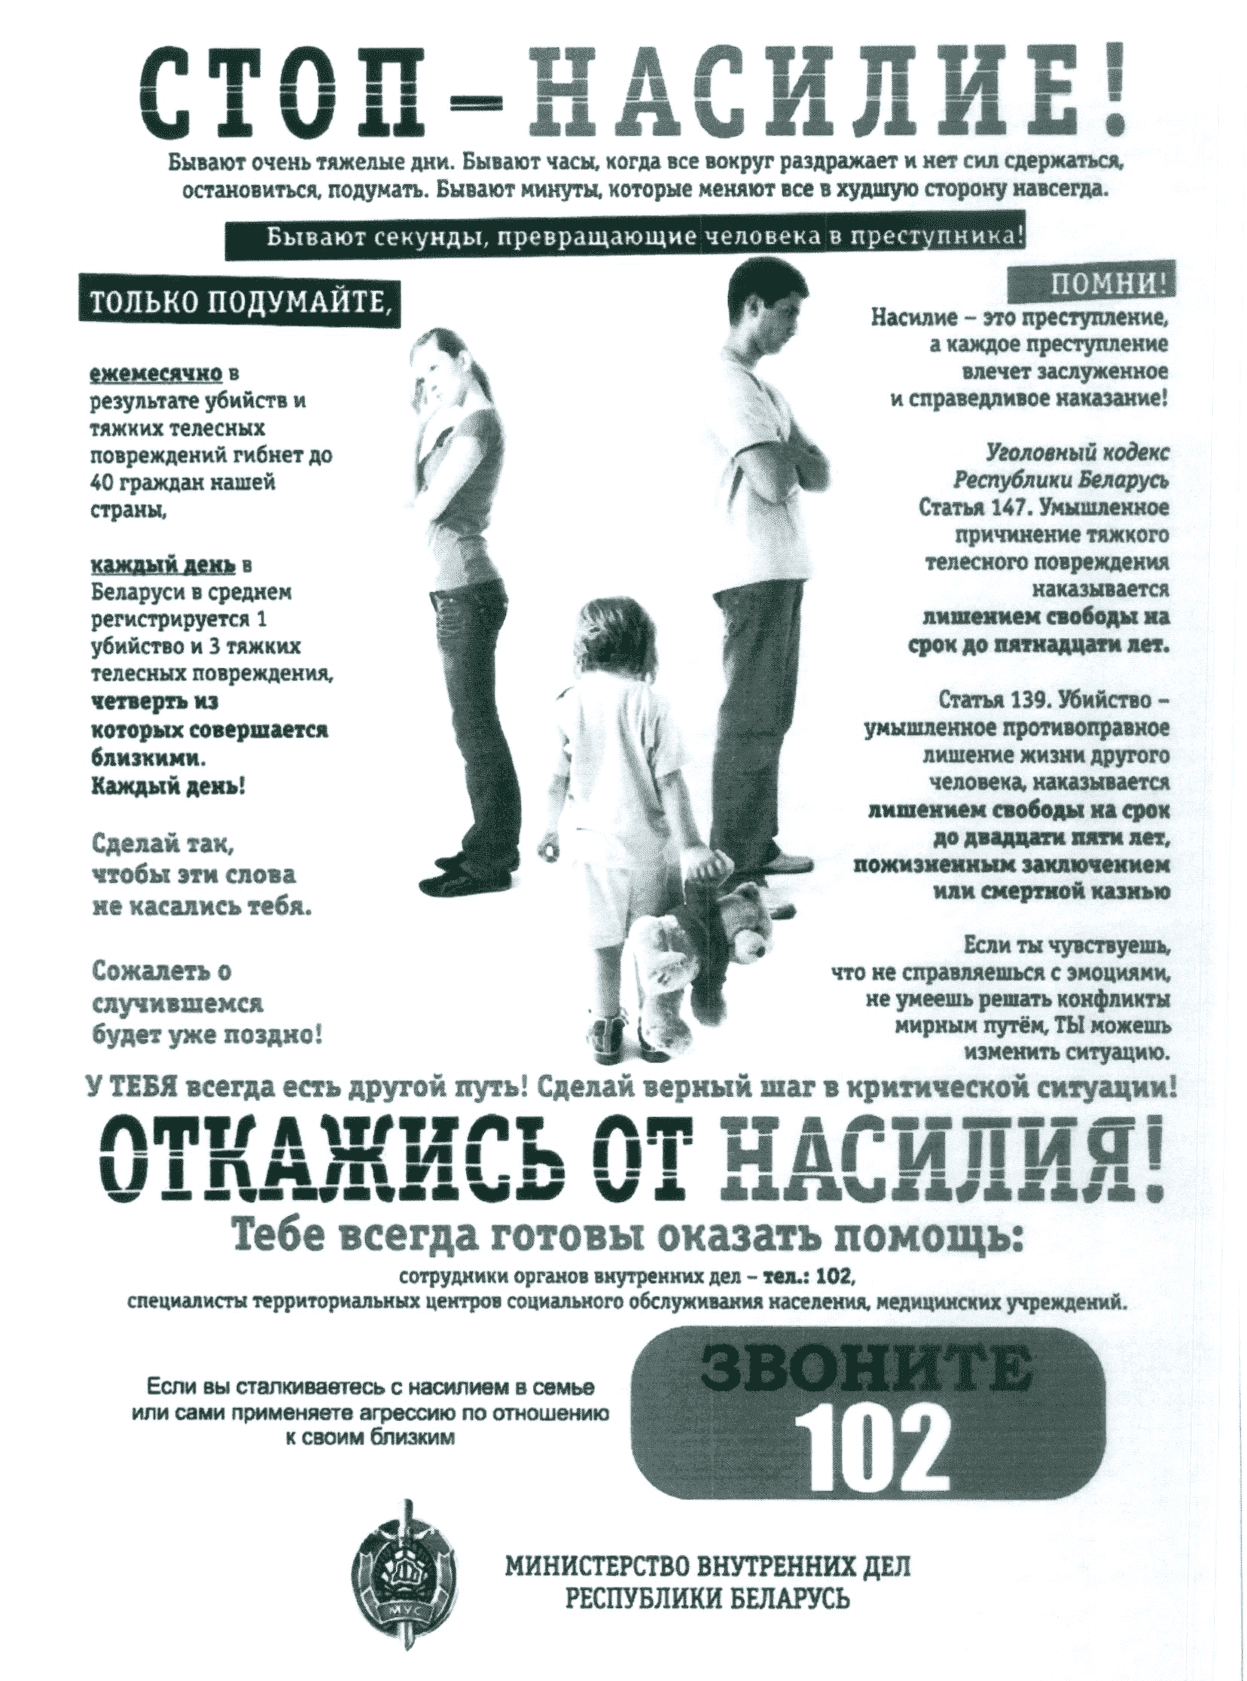 СТОП – НАСИЛИЕ!
Бывают очень тяжелые дни. Бывают часы, когда все вокруг раздражает и нет сил сдержаться,
остановиться, подумать. Бывают минуты, которые меняют все в худшую сторону навсегда.
Бывают секунды, превращающие человека в преступника!
ТОЛЬКО ПОДУМАЙТЕ,
ежемесячно в
результате убийств и
тяжких телесных
повреждений гибнет до
40 граждан нашей
страны,
каждый день в
Беларуси в среднем
регистрируется 1
убийство и 3 тяжких
телесных повреждения,
четверть из
которых совершается
близкими.
Каждый день!
Сделай так,
чтобы эти слова
не касались тебя.
Сожалеть о
случившемся
будет уже поздно!
ПОМНИ!
Насилие – это преступление,
а каждое преступление
влечет заслуженное
и справедливое наказание!
Уголовный кодекс
Республики Беларусь
Статья 147. Умышленное
причинение тяжкого
телесного повреждения
наказывается
лишением свободы на
срок до пятнадцати лет.
Статья 139. Убийство –
умышленное противоправное
лишение жизни другого
человека, наказывается
лишением свободы на срок
до двадцати пяти лет,
пожизненным заключением
или смертной казнью
Если ты чувствуешь,
что не справляешься с эмоциями,
не умеешь решать конфликты
мирным путём, ТЫ можешь
изменить ситуацию.
У ТЕБЯ всегда есть другой путь! Сделай верный шаг в критической ситуации!
ОТКАЖИСЬ ОТ НАСИЛИЯ!
Тебе всегда готовы оказать помощь:
сотрудники органов внутренних дел – тел.: 102,
специалисты территориальных центров социального обслуживания населения, медицинских учреждений.
Если вы сталкиваетесь с насилием в семье
или сами применяете агрессию по отношению
к своим близким
ЗВОНИТЕ
102
МУС
МИНИСТЕРСТВО ВНУТРЕННИХ ДЕЛ
РЕСПУБЛИКИ БЕЛАРУСЬ